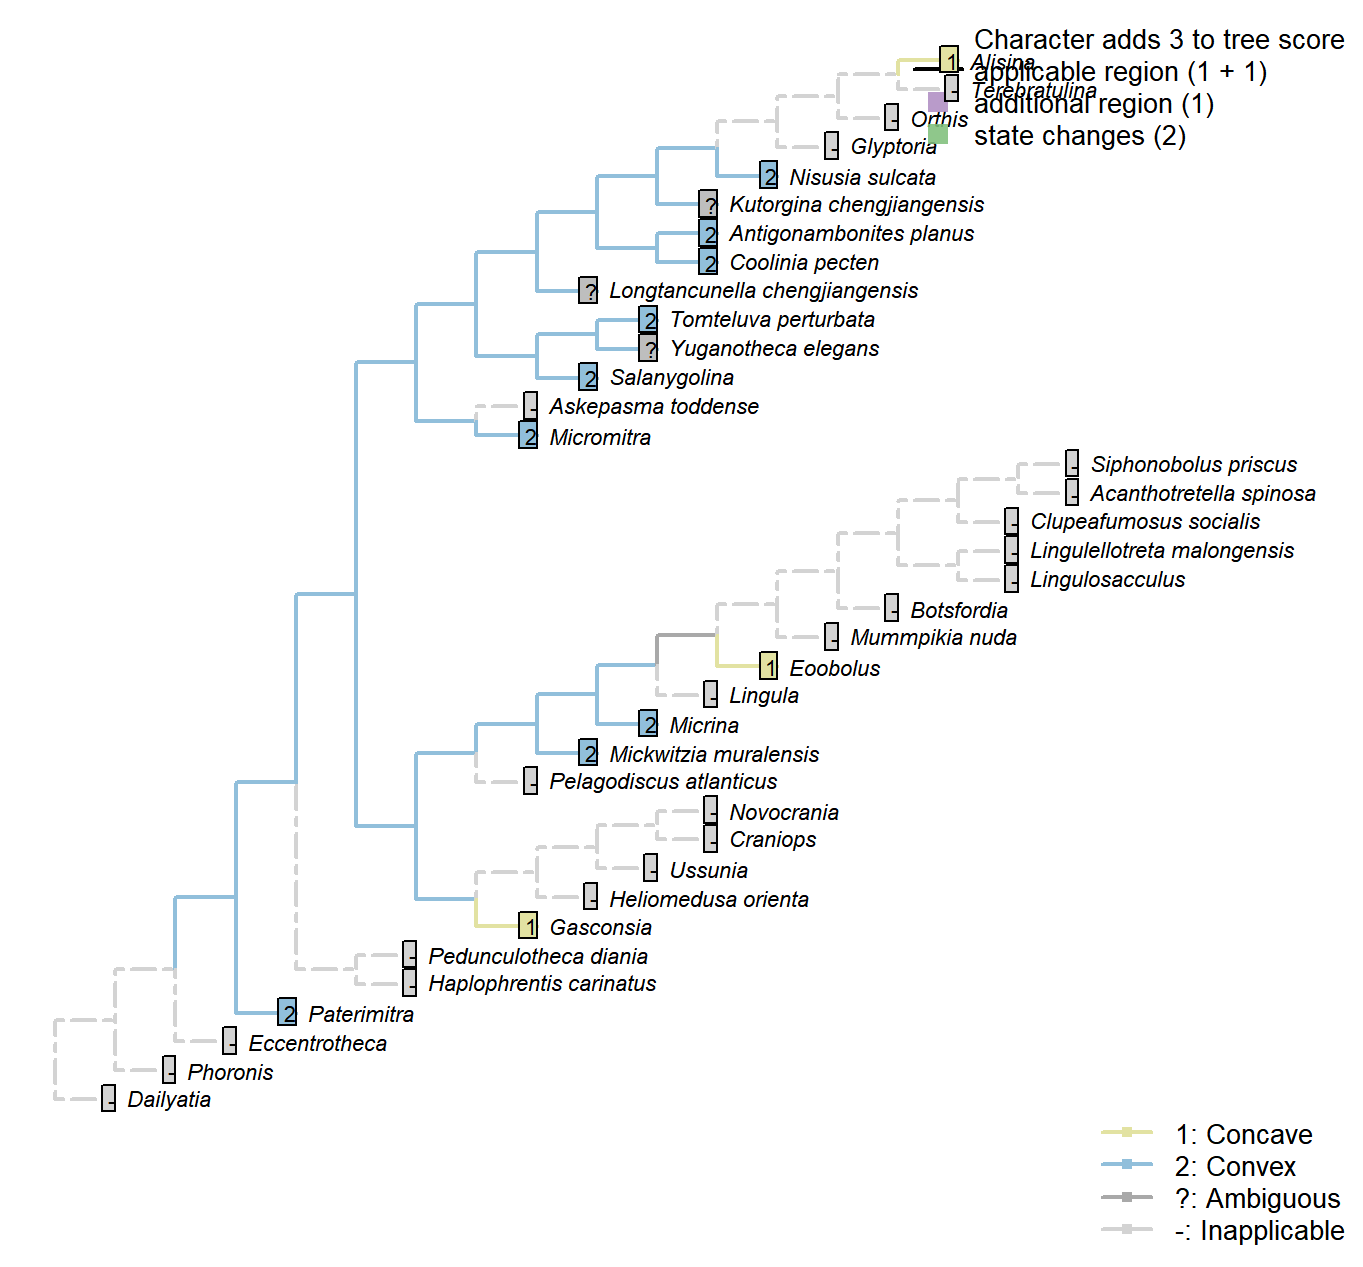 Character adds 3 to tree score
1 Alisina
applicable region (1 + 1)
- Terebratulina
additional region (1)
- Orthis
state changes (2)
- Glyptoria
2 Nisusia sulcata
? Kutorgina chengjiangensis
2 Antigonambonites planus
2 Coolinia pecten
? Longtancunella chengjiangensis
2 Tomteluva perturbata
? Yuganotheca elegans
2 Salanygolina
- Askepasma toddense
2 Micromitra
- Siphonobolus priscus
- Acanthotretella spinosa
- Clupeafumosus socialis
- Lingulellotreta malongensis
- Lingulosacculus
- Botsfordia
- Mummpikia nuda
1 Eoobolus
- Lingula
2 Micrina
2 Mickwitzia muralensis
- Pelagodiscus atlanticus
- Novocrania
- Craniops
- Ussunia
- Heliomedusa orienta
1 Gasconsia
- Pedunculotheca diania
- Haplophrentis carinatus
2 Paterimitra
- Eccentrotheca
- Phoronis
- Dailyatia
1: Concave
2: Convex
?: Ambiguous
-: Inapplicable